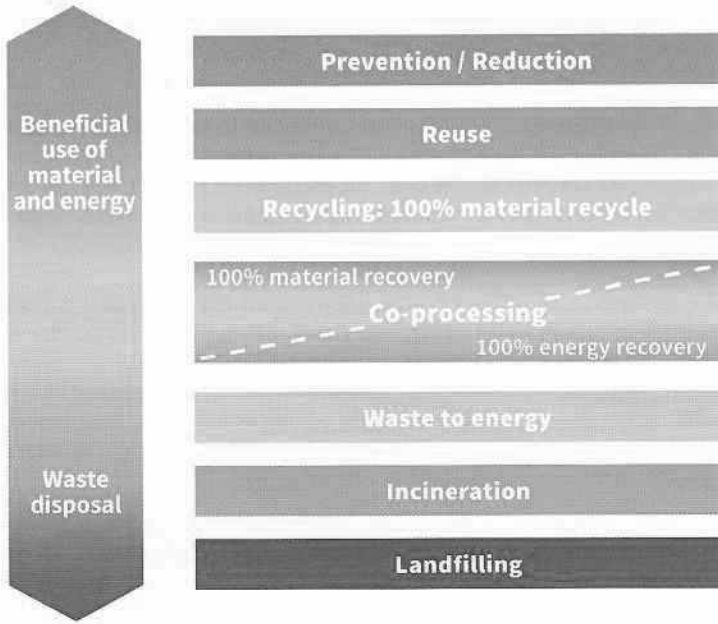 Beneficial
use of
material
and energy
Waste
disposal
Prevention / Reduction
Reuse
Recycling: 100% material recycle
100% material recovery
Co-processing
100% energy recovery
Waste to energy
Incineration
Landfilling